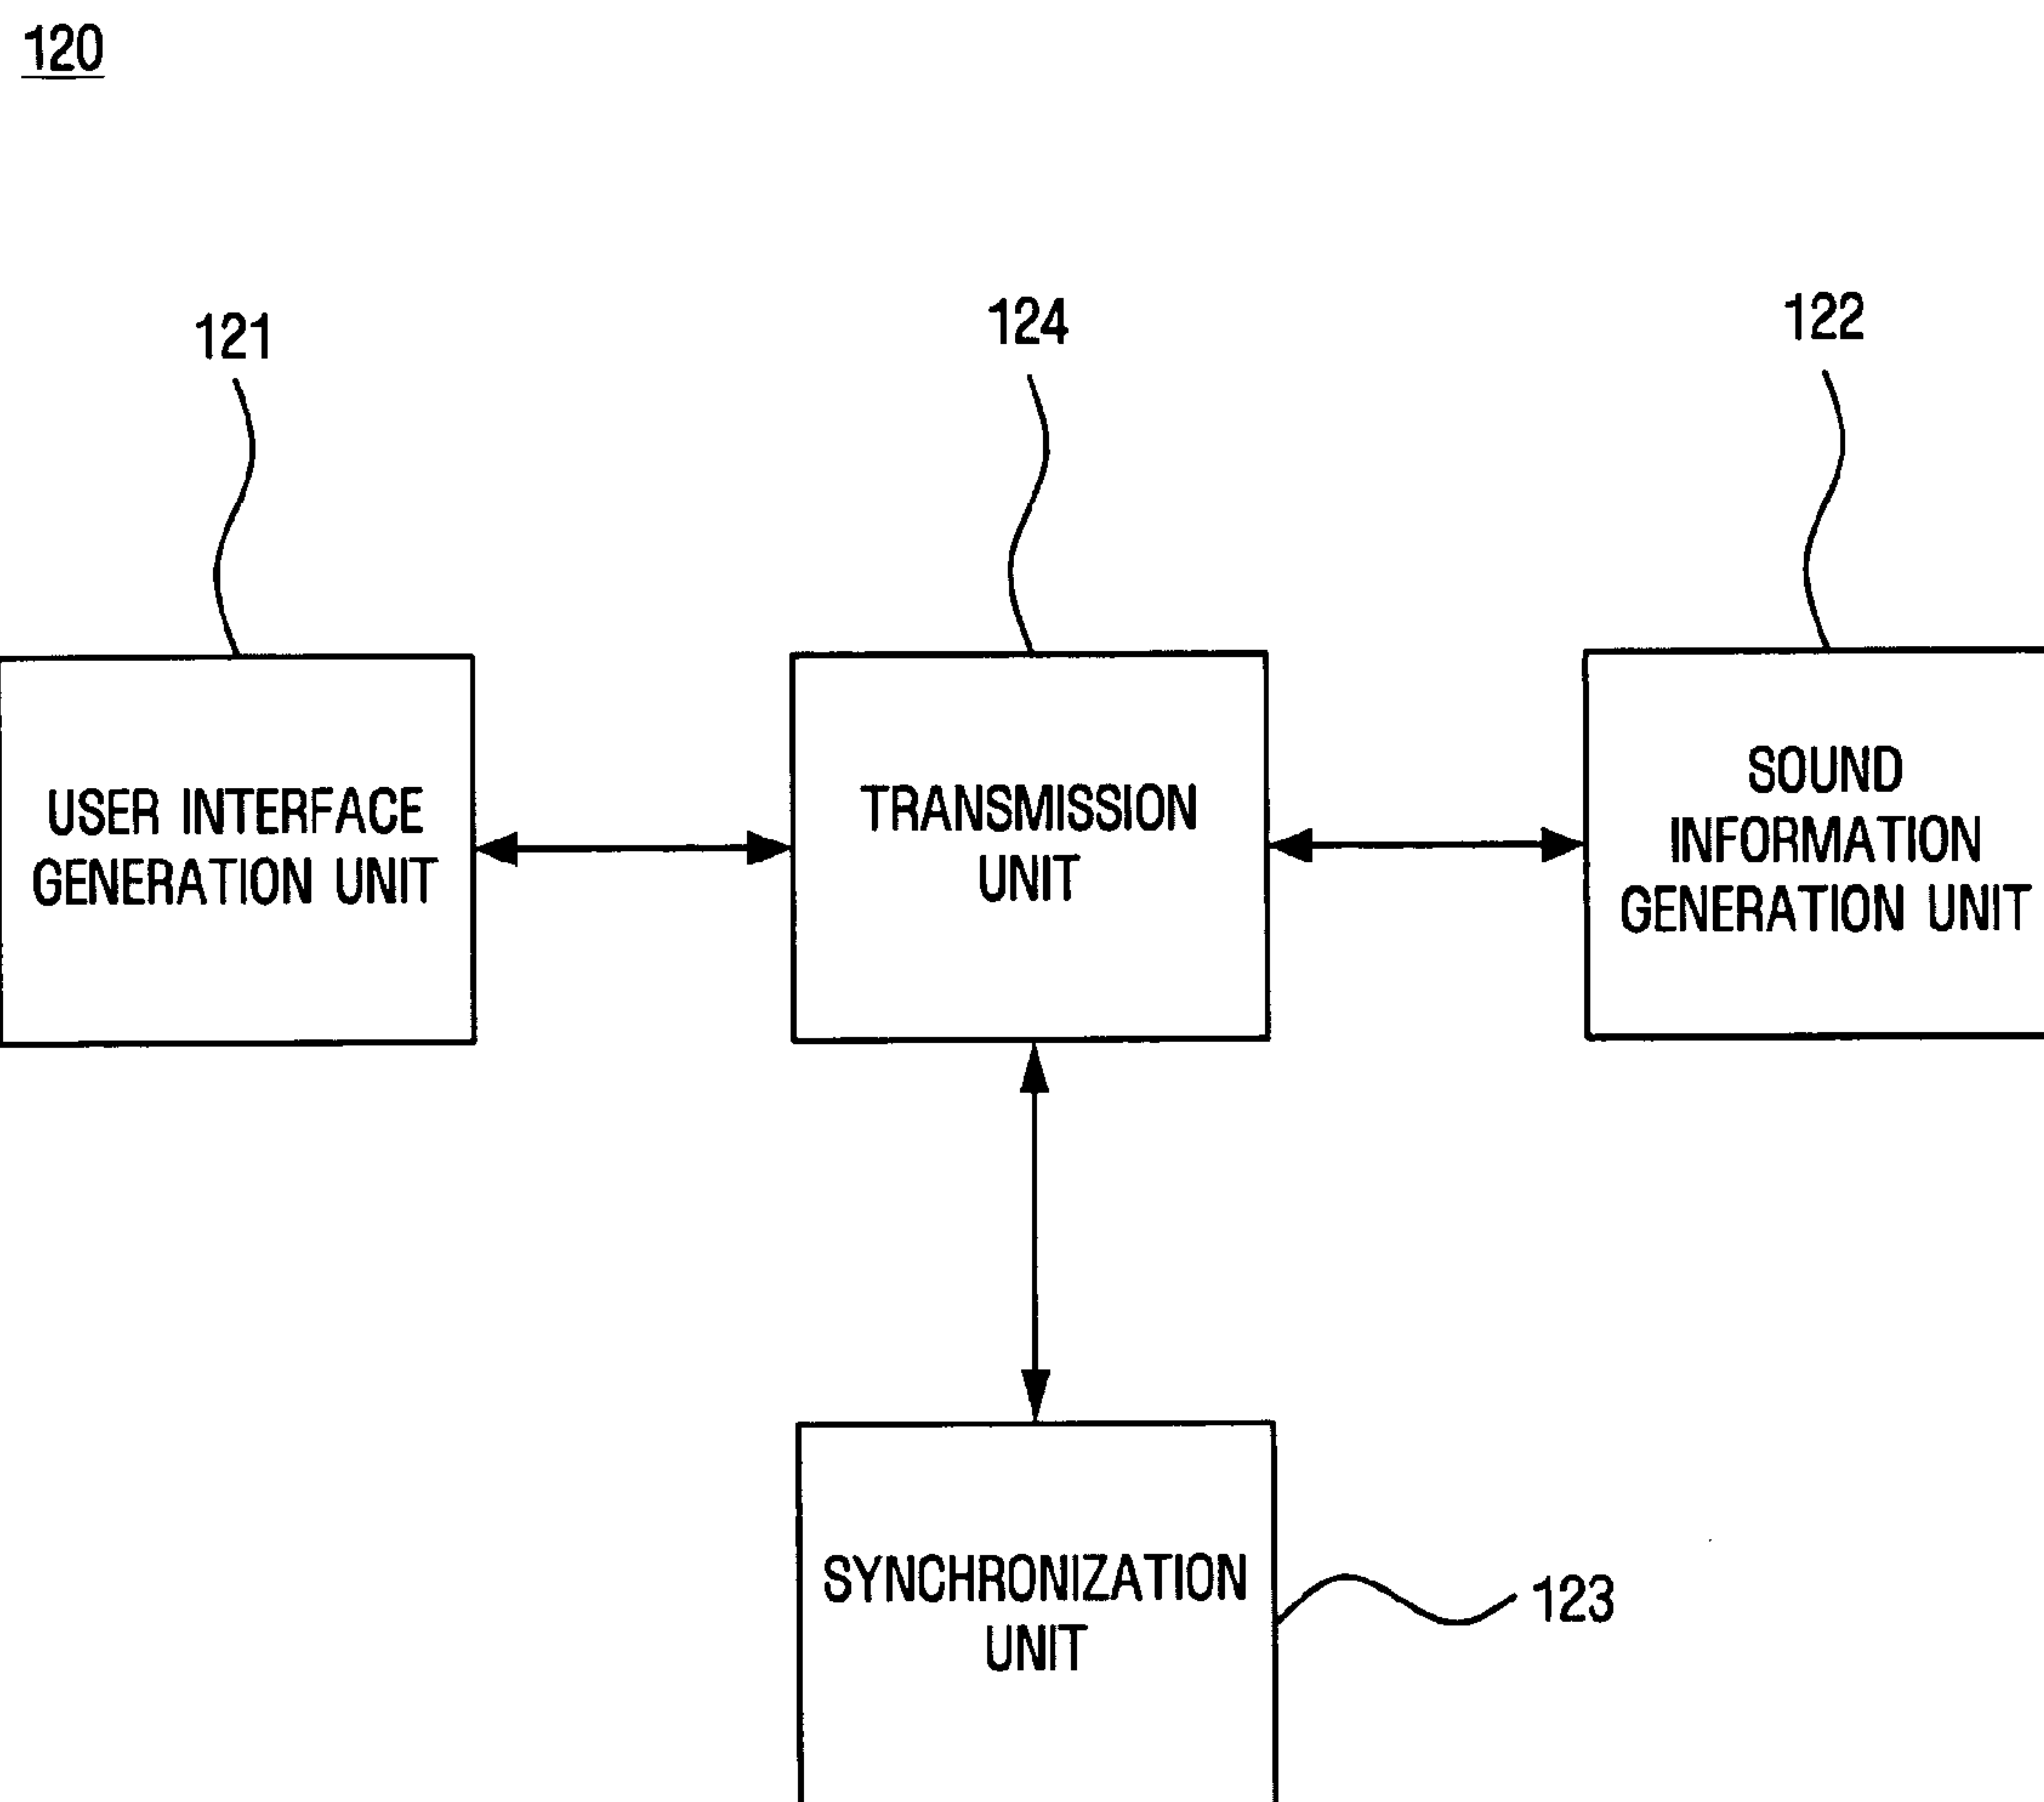 120
121
124
122
USER INTERFACE
GENERATION UNIT
TRANSMISSION
UNIT
SOUND
INFORMATION
GENERATION UNIT
SYNCHRONIZATION
UNIT
123